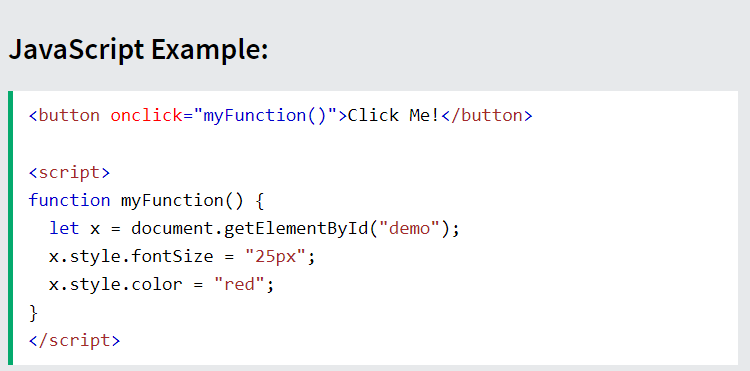 JavaScript Example:
<button onclick="myFunction()">Click Me!</button>
<script>
function myFunction() {
  let x = document.getElementById("demo");
  x.style.fontSize = "25px";
  x.style.color = "red";
}
</script>